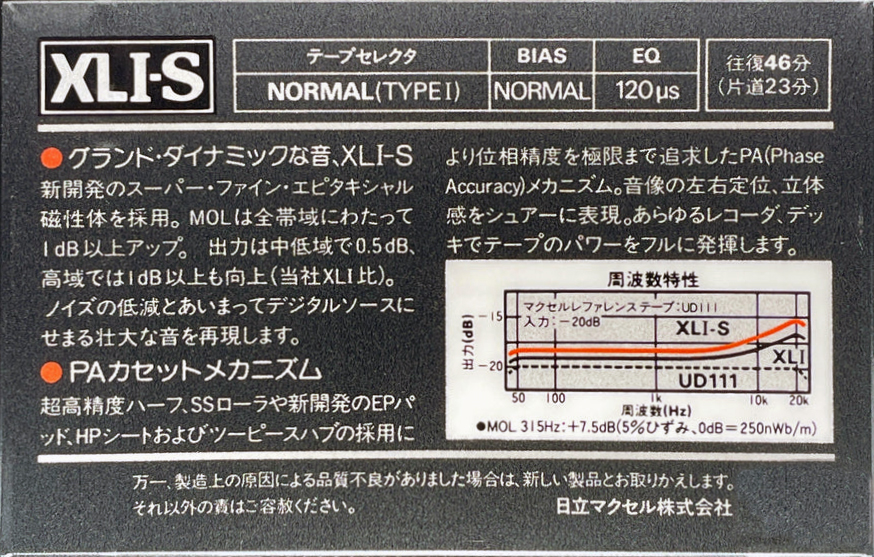 XLI-S
テープセレクタ BIAS EQ
NORMAL(TYPE I) NORMAL 120μs
往復46分
(片道23分)
●グランド・ダイナミックな音、XLI-S
新開発のスーパー・ファイン・エピタキシャル
磁性体を採用。MOLは全帯域にわたって
1dB以上アップ。出力は中低域で0.5dB、
高域では1dB以上も向上(当社XLI比)。
ノイズの低減とあいまってデジタルソースに
せまる壮大な音を再現します。
●PAカセットメカニズム
超高精度ハーフ、SSローラや新開発のEPパ
ッド、HPシートおよびツーピースハブの採用に
より位相精度を極限まで追求したPA(Phase
Accuracy)メカニズム。音像の左右定位、立体
感をシュアーに表現。あらゆるレコーダ、デッ
キでテープのパワーをフルに発揮します。
周波数特性
マクセルレファレンステープ:UD111
入力:−20dB
XLI-S
XLI
UD111
出力(dB)
−15
−20
50 100 1k 10k 20k
周波数(Hz)
●MOL 315Hz:+7.5dB(5%ひずみ、0dB=250nWb/m)
万一、製造上の原因による品質不良がありました場合は、新しい製品とお取りかえします。
それ以外の責はご容赦ください。
日立マクセル株式会社